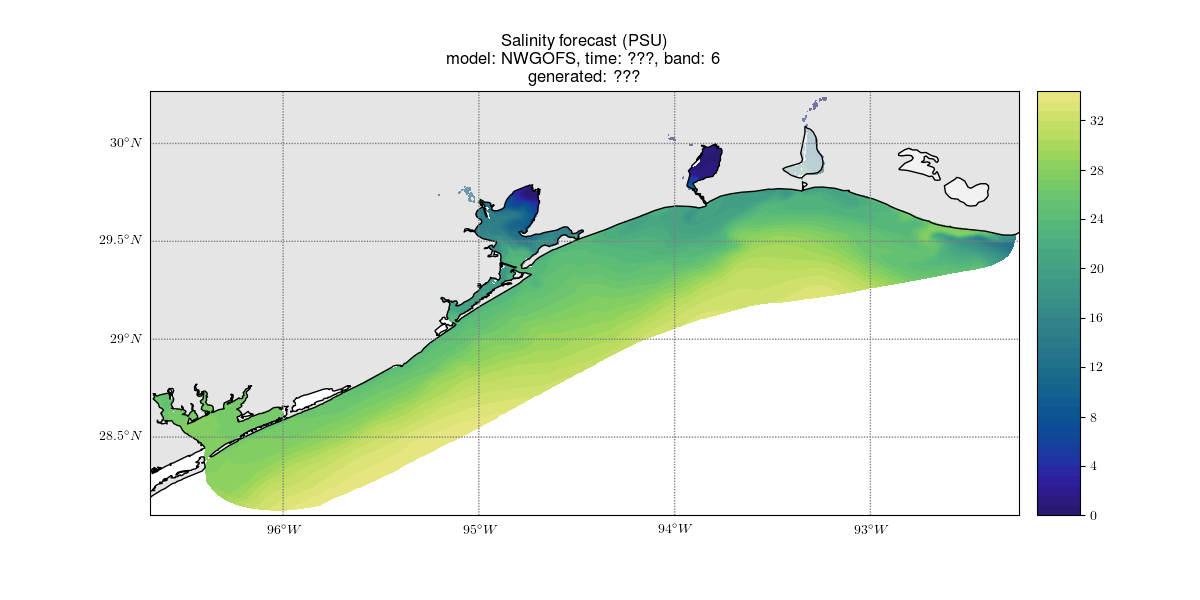 Salinity forecast (PSU)
model: NWGOFS, time: ???, band: 6
generated: ???
30°N
29.5°N
29°N
28.5°N
96°W
95°W
94°W
93°W
32
28
24
20
16
12
8
4
0